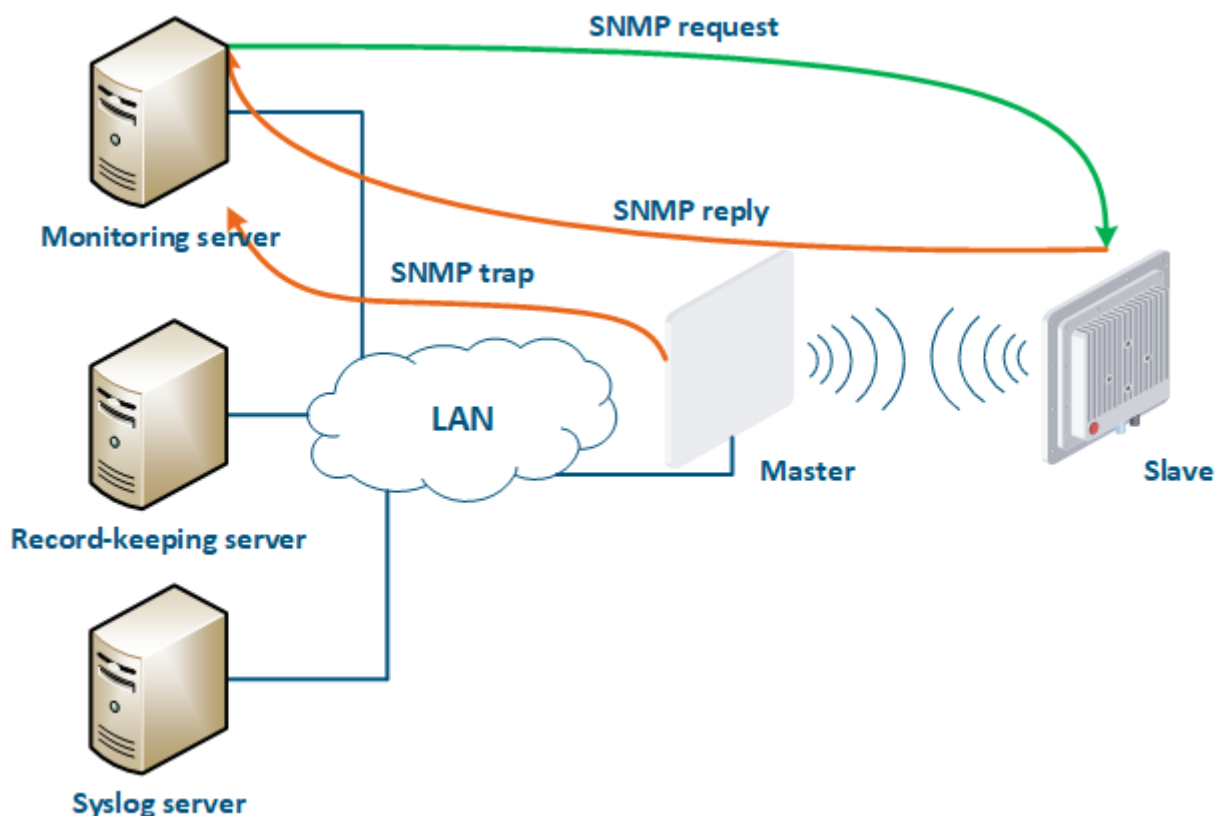 SNMP request
SNMP reply
Monitoring server
SNMP trap
LAN
Master
Slave
Record-keeping server
Syslog server